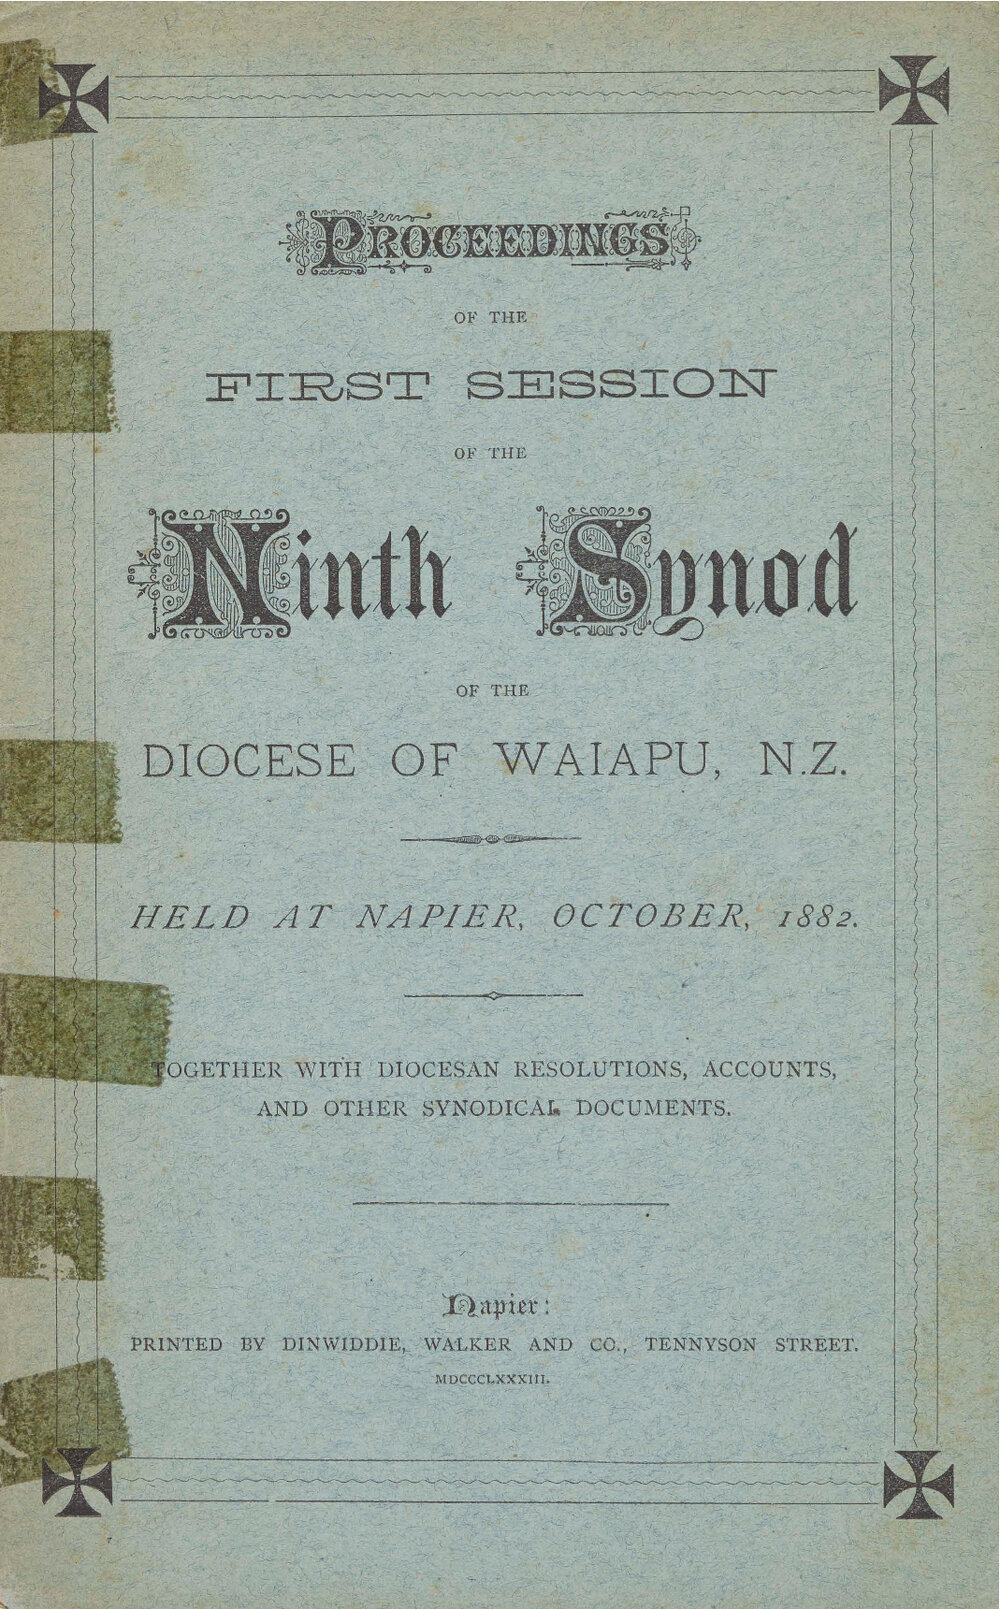 PROCEEDINGS
OF THE
FIRST SESSION
OF THE
Ninth Synod
OF THE
DIOCESE OF WAIAPU, N.Z.
HELD AT NAPIER, OCTOBER, 1882.
TOGETHER WITH DIOCESAN RESOLUTIONS, ACCOUNTS,
AND OTHER SYNODICAL DOCUMENTS.
Napier:
PRINTED BY DINWIDDIE, WALKER AND CO., TENNYSON STREET.
MDCCCLXXXIII.